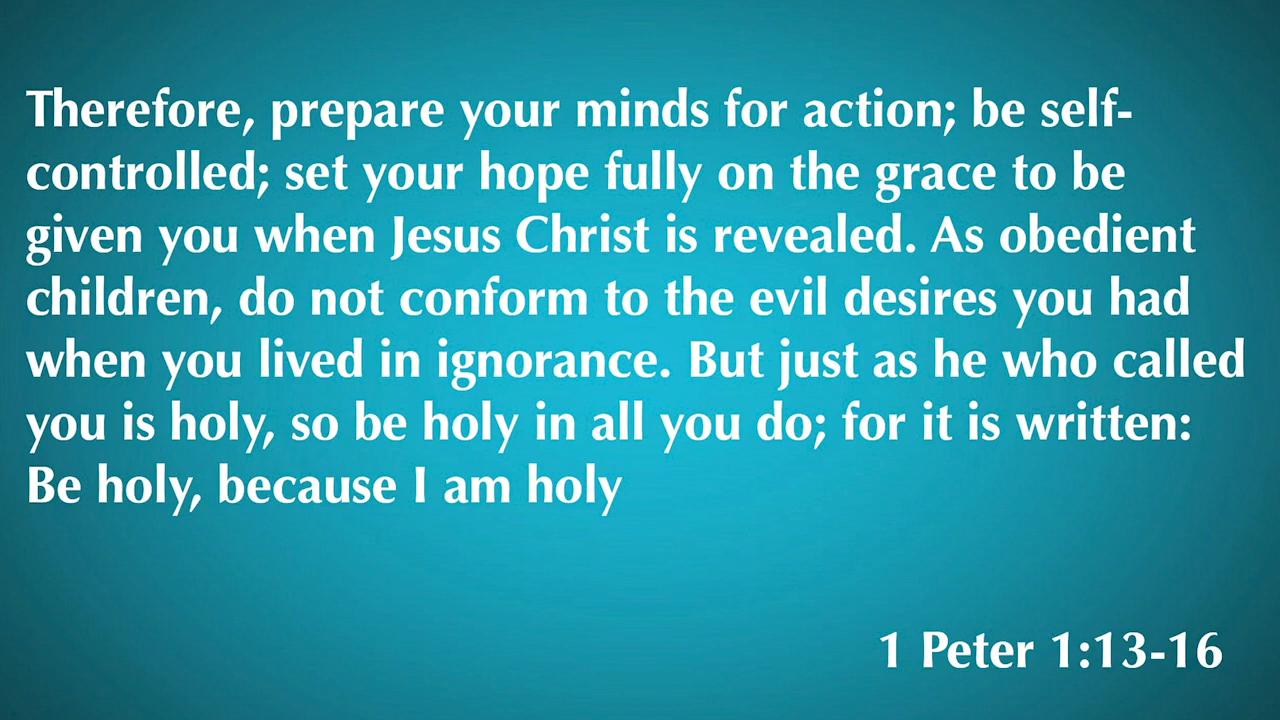 Therefore, prepare your minds for action; be self-
controlled; set your hope fully on the grace to be
given you when Jesus Christ is revealed. As obedient
children, do not conform to the evil desires you had
when you lived in ignorance. But just as he who called
you is holy, so be holy in all you do; for it is written:
Be holy, because I am holy
1 Peter 1:13-16